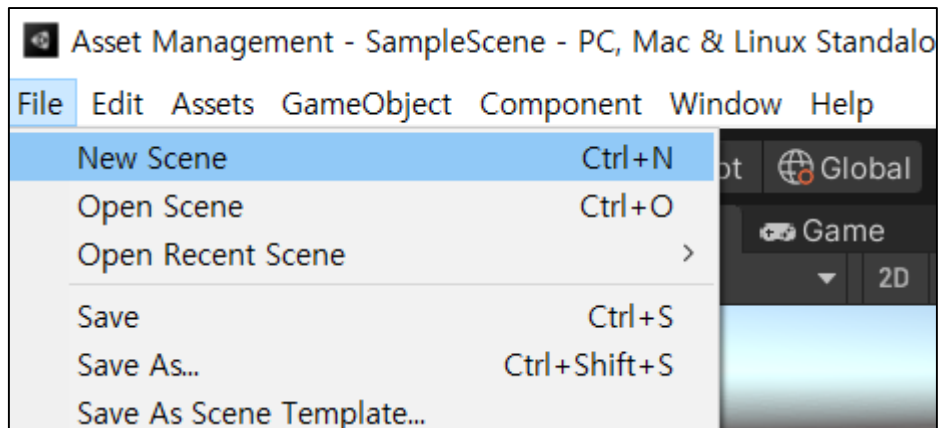 Asset Management - SampleScene - PC, Mac & Linux Standalo
File Edit Assets GameObject Component Window Help
New Scene Ctrl+N
ot Global
Open Scene Ctrl+O
Game
Open Recent Scene >
2D
Save Ctrl+S
Save As... Ctrl+Shift+S
Save As Scene Template...